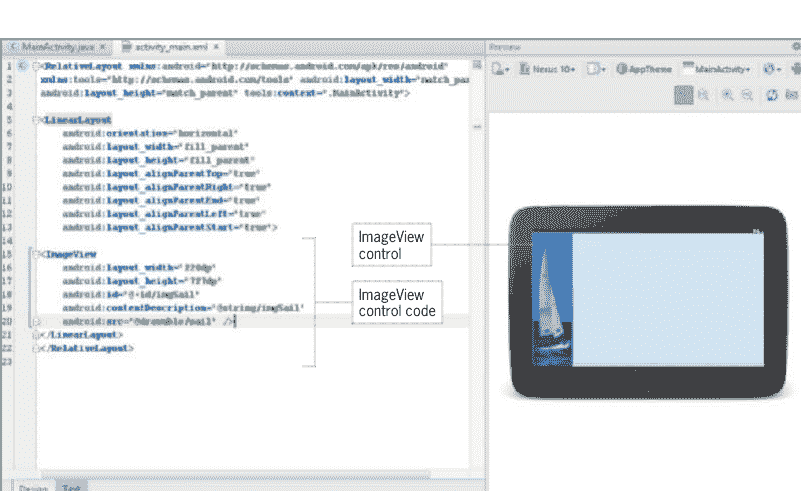 MainActivity.java × activity_main.xml ×
Preview
Nexus 10 AppTheme MainActivity
1 <RelativeLayout xmlns:android="http://schemas.android.com/apk/res/android"
2 xmlns:tools="http://schemas.android.com/tools" android:layout_width="match_pa
3 android:layout_height="match_parent" tools:context=".MainActivity">
4
5 <LinearLayout
6 android:orientation="horizontal"
7 android:layout_width="fill_parent"
8 android:layout_height="fill_parent"
9 android:layout_alignParentTop="true"
10 android:layout_alignParentRight="true"
11 android:layout_alignParentEnd="true"
12 android:layout_alignParentLeft="true"
13 android:layout_alignParentStart="true">
14
15 <ImageView
16 android:layout_width="220dp"
17 android:layout_height="727dp"
18 android:id="@+id/imgSail"
19 android:contentDescription="@string/imgSail"
20 android:src="@drawable/sail" />
21 </LinearLayout>
22 </RelativeLayout>
23
ImageView
control
ImageView
control code
Design Text